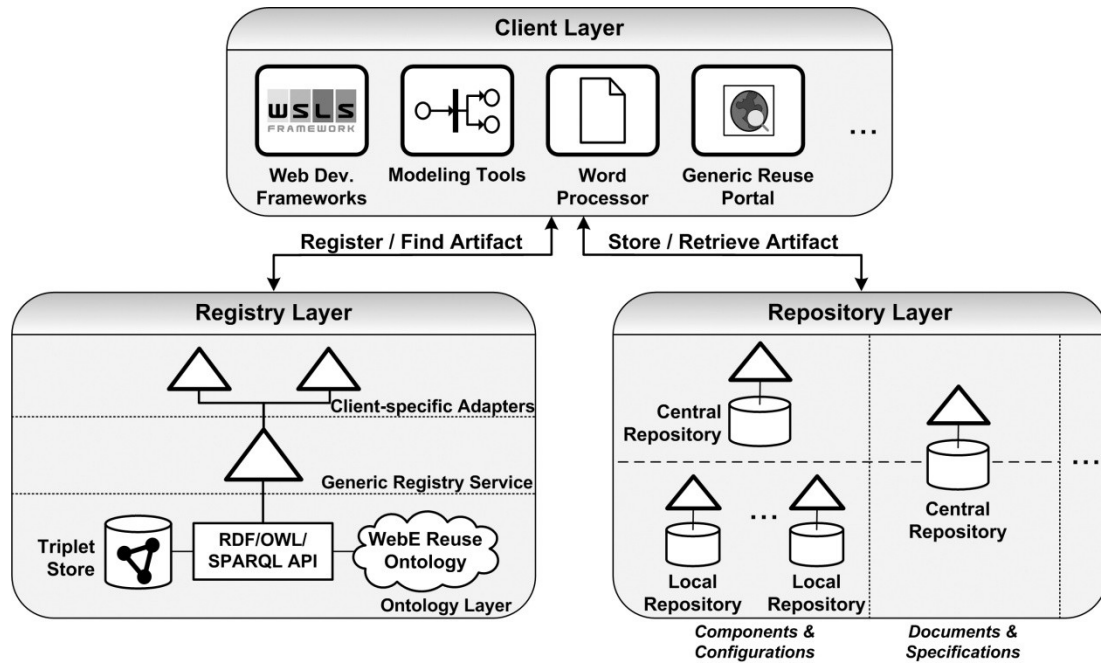 Client Layer
WSLS
FRAMEWORK
Web Dev.
Frameworks
Modeling Tools
Word
Processor
Generic Reuse
Portal
...
Register / Find Artifact
Store / Retrieve Artifact
Registry Layer
Client-specific Adapters
Generic Registry Service
Triplet
Store
RDF/OWL/
SPARQL API
WebE Reuse
Ontology
Ontology Layer
Repository Layer
Central
Repository
...
Local
Repository
Local
Repository
Central
Repository
...
Components &
Configurations
Documents &
Specifications